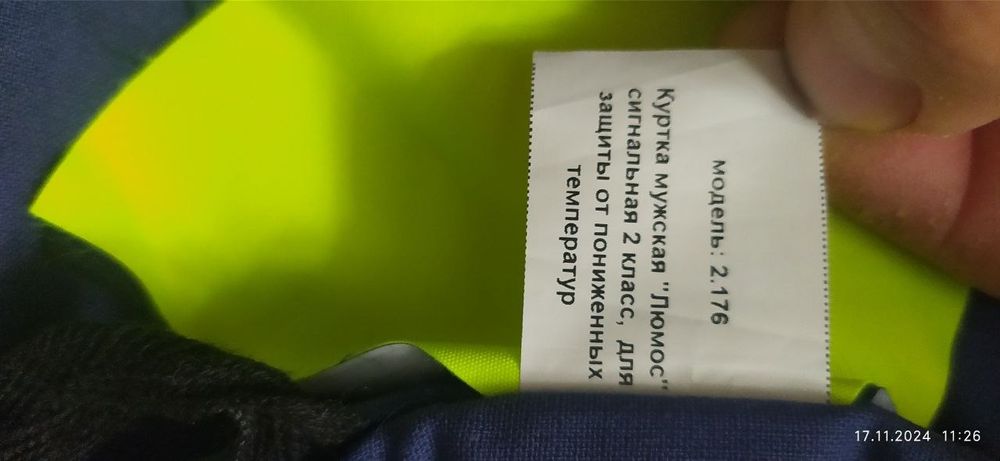 модель: 2.176
Куртка мужская "Люмос"
сигнальная 2 класс, для
защиты от пониженных
температур
17.11.2024 11:26